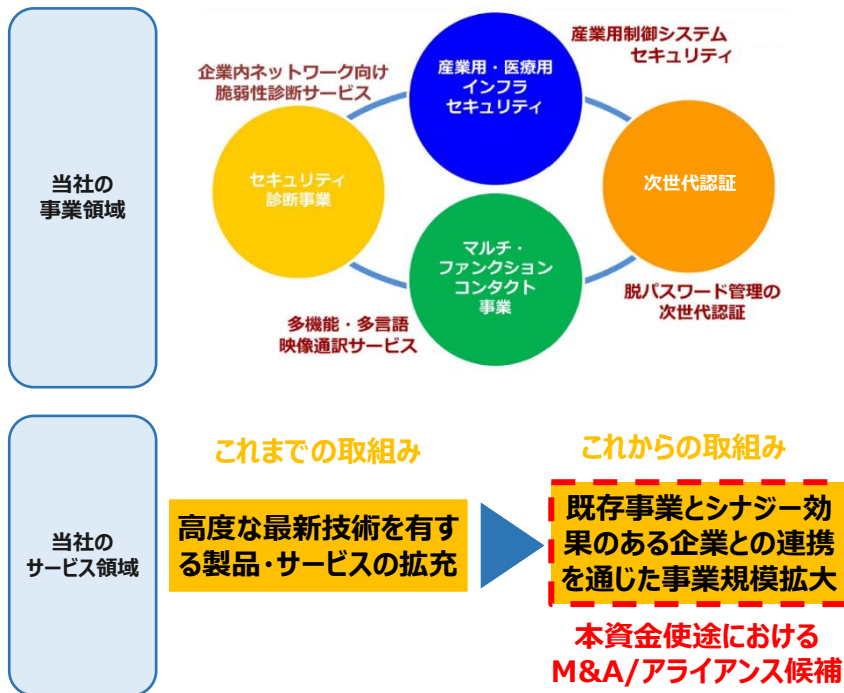 当社の
事業領域
企業内ネットワーク向け
脆弱性診断サービス
産業用・医療用
インフラ
セキュリティ
産業用制御システム
セキュリティ
セキュリティ
診断事業
次世代認証
マルチ・
ファンクション
コンタクト
事業
多機能・多言語
映像通訳サービス
脱パスワード管理の
次世代認証
当社の
サービス領域
これまでの取組み
高度な最新技術を有す
る製品・サービスの拡充
これからの取組み
既存事業とシナジー効
果のある企業との連携
を通じた事業規模拡大
本資金使途における
M&A/アライアンス候補